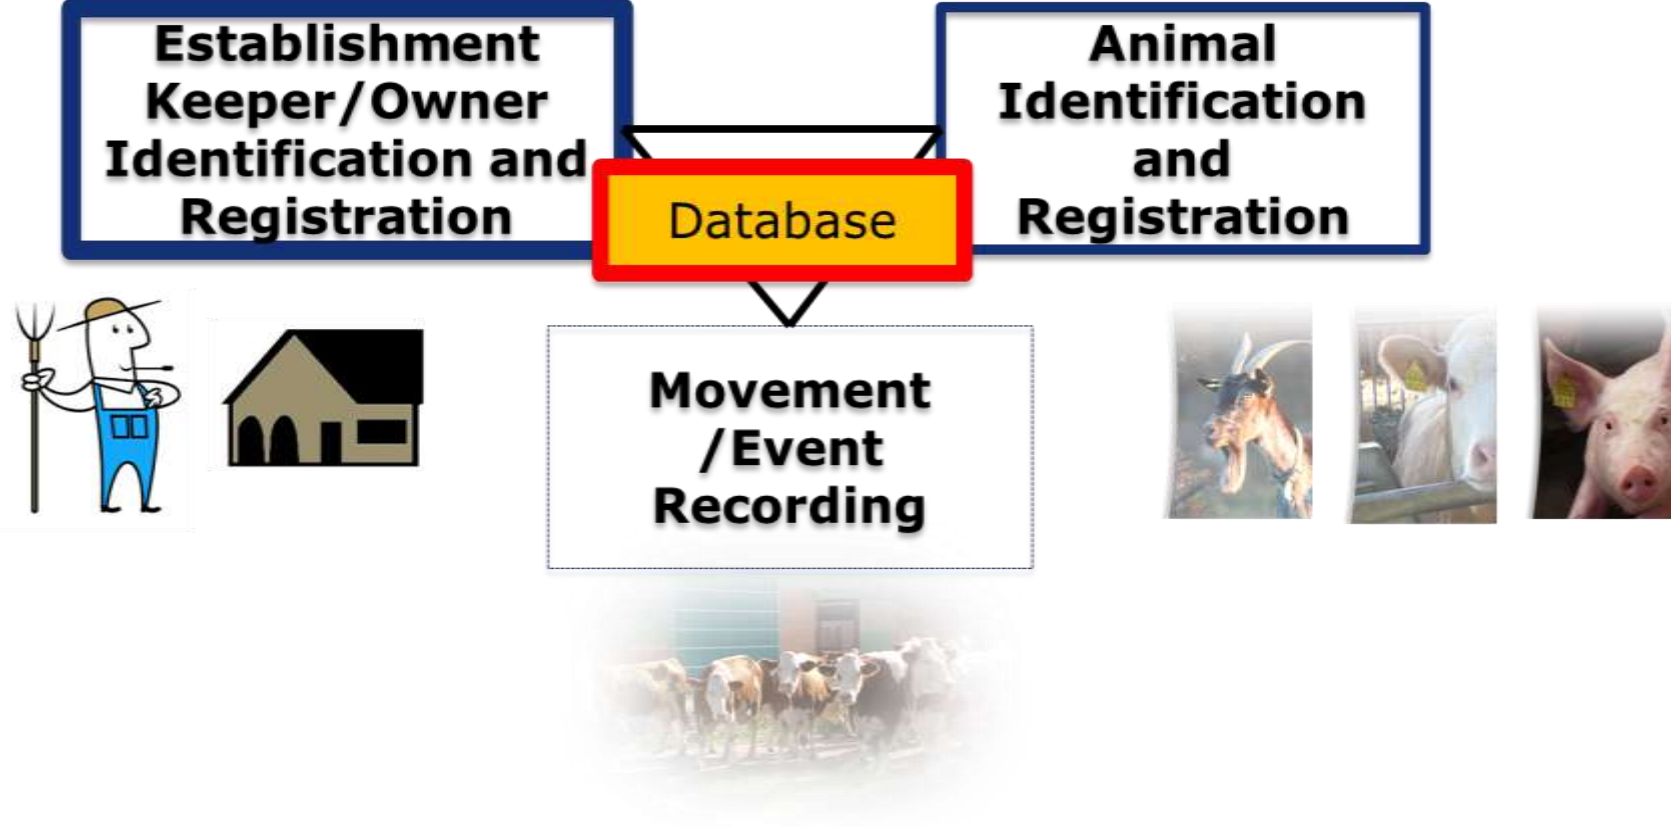 Establishment
Keeper/Owner
Identification and
Registration
Animal
Identification
and
Registration
Database
Movement
/Event
Recording